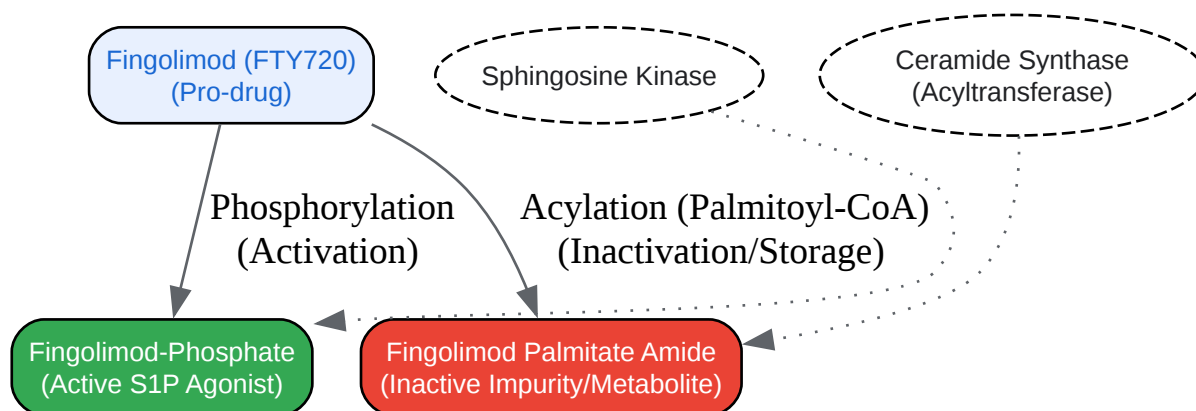 Fingolimod (FTY720)
(Pro-drug)
Sphingosine Kinase
Ceramide Synthase
(Acyltransferase)
Phosphorylation
(Activation)
Acylation (Palmitoyl-CoA)
(Inactivation/Storage)
Fingolimod-Phosphate
(Active S1P Agonist)
Fingolimod Palmitate Amide
(Inactive Impurity/Metabolite)